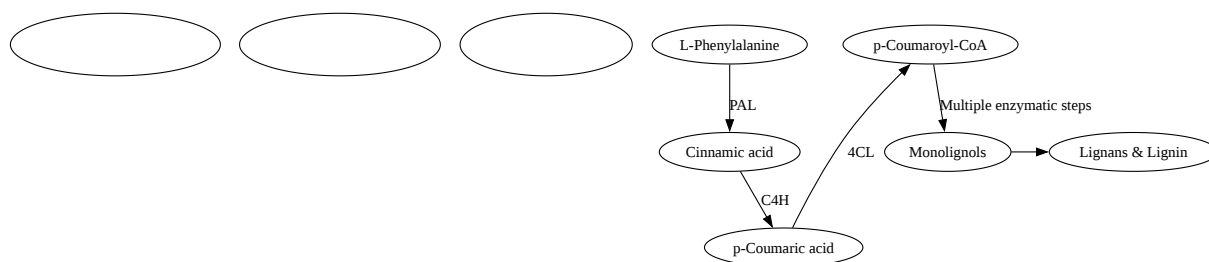 L-Phenylalanine
p-Coumaroyl-CoA
PAL
Multiple enzymatic steps
Cinnamic acid
4CL
Monolignols
Lignans & Lignin
C4H
p-Coumaric acid